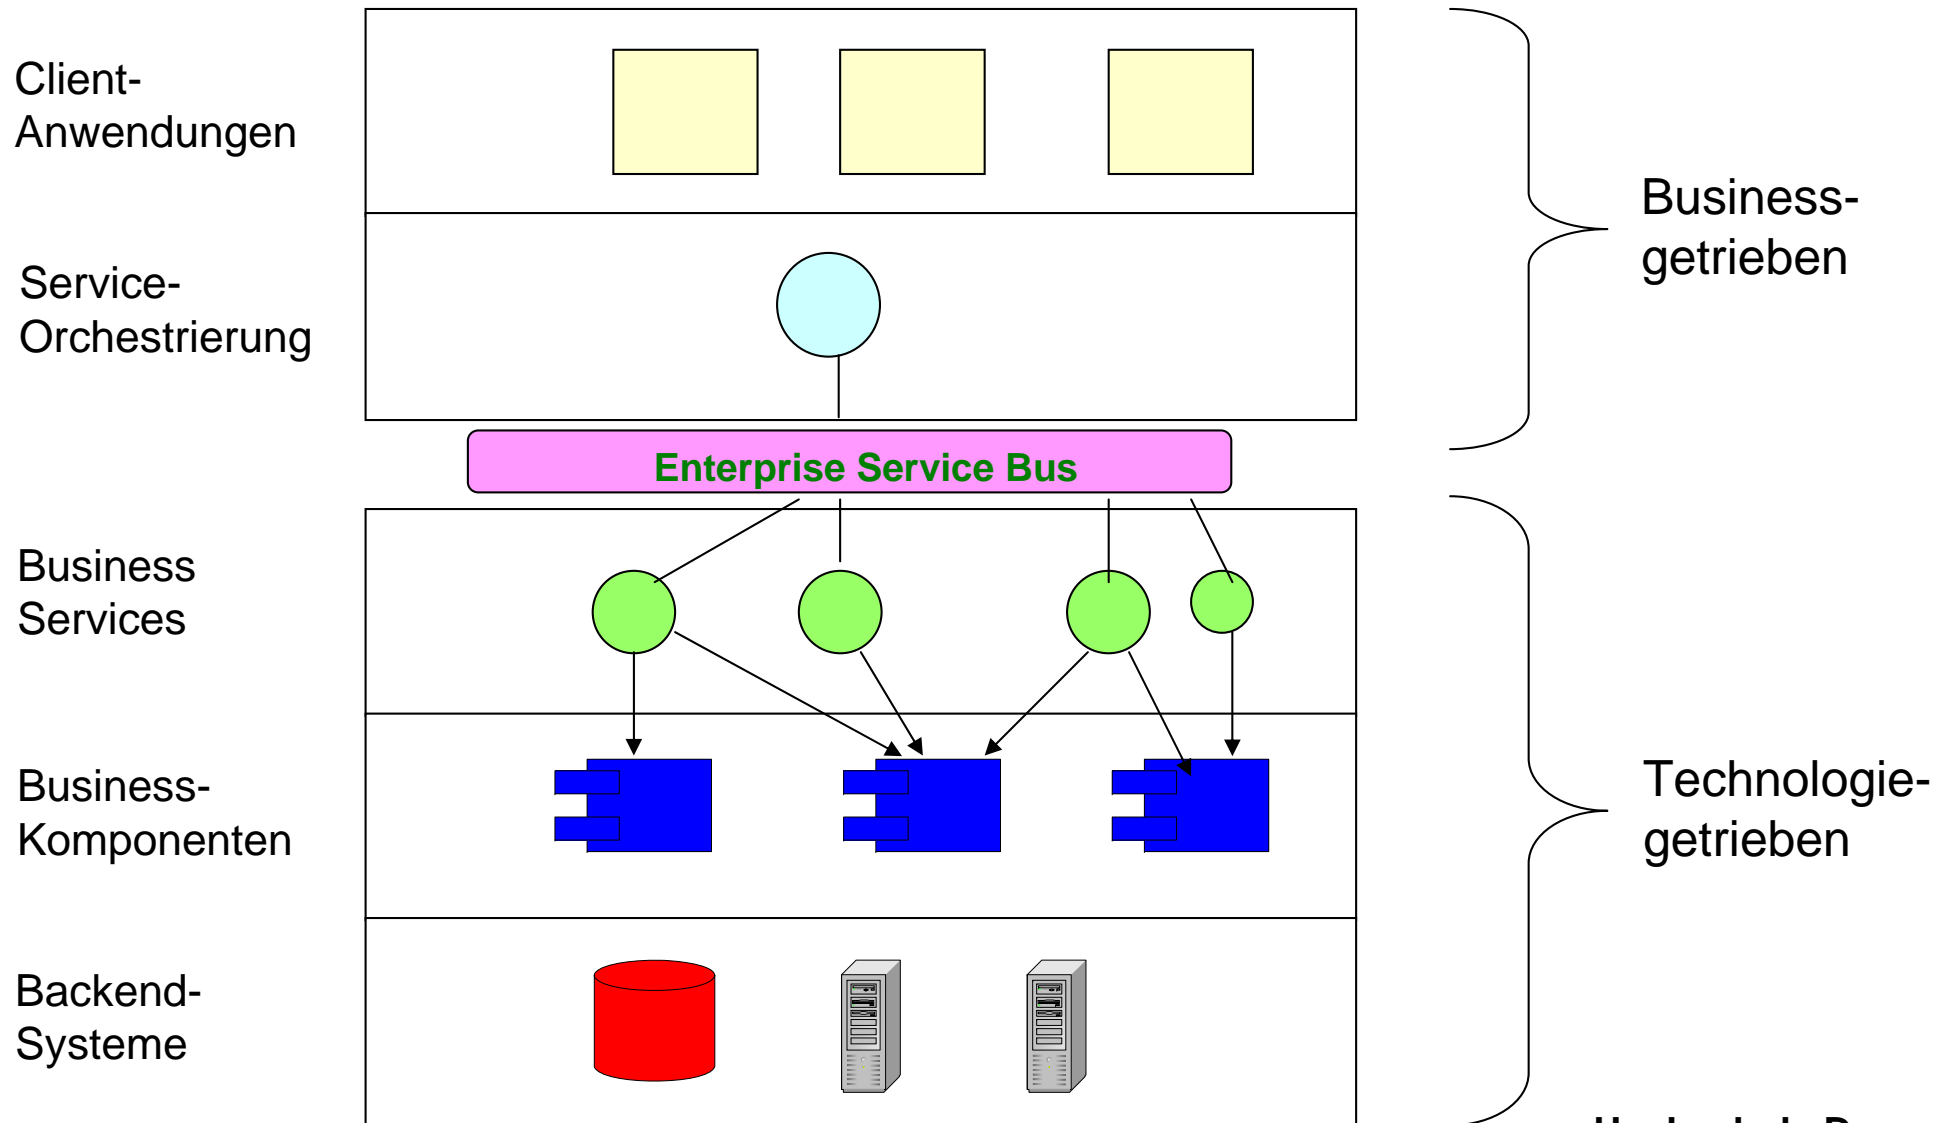 Client-
Anwendungen
Business-
getrieben
Service-
Orchestrierung
Enterprise Service Bus
Business
Services
Business-
Komponenten
Technologie-
getrieben
Backend-
Systeme